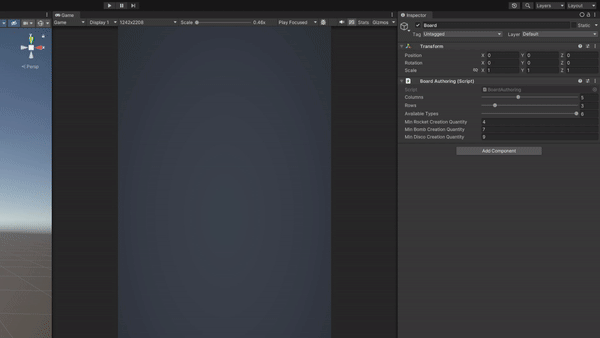 Layers Layout
Game Inspector
Game Display 1 1242x2208 Scale 0.46x Play Focused Stats Gizmos
Board Static
Tag Untagged Layer Default
Persp
Transform
Position X 0 Y 0 Z 0
Rotation X 0 Y 0 Z 0
Scale X 1 Y 1 Z 1
Board Authoring (Script)
Script BoardAuthoring
Columns 5
Rows 3
Available Types 6
Min Rocket Creation Quantity 4
Min Bomb Creation Quantity 7
Min Disco Creation Quantity 9
Add Component